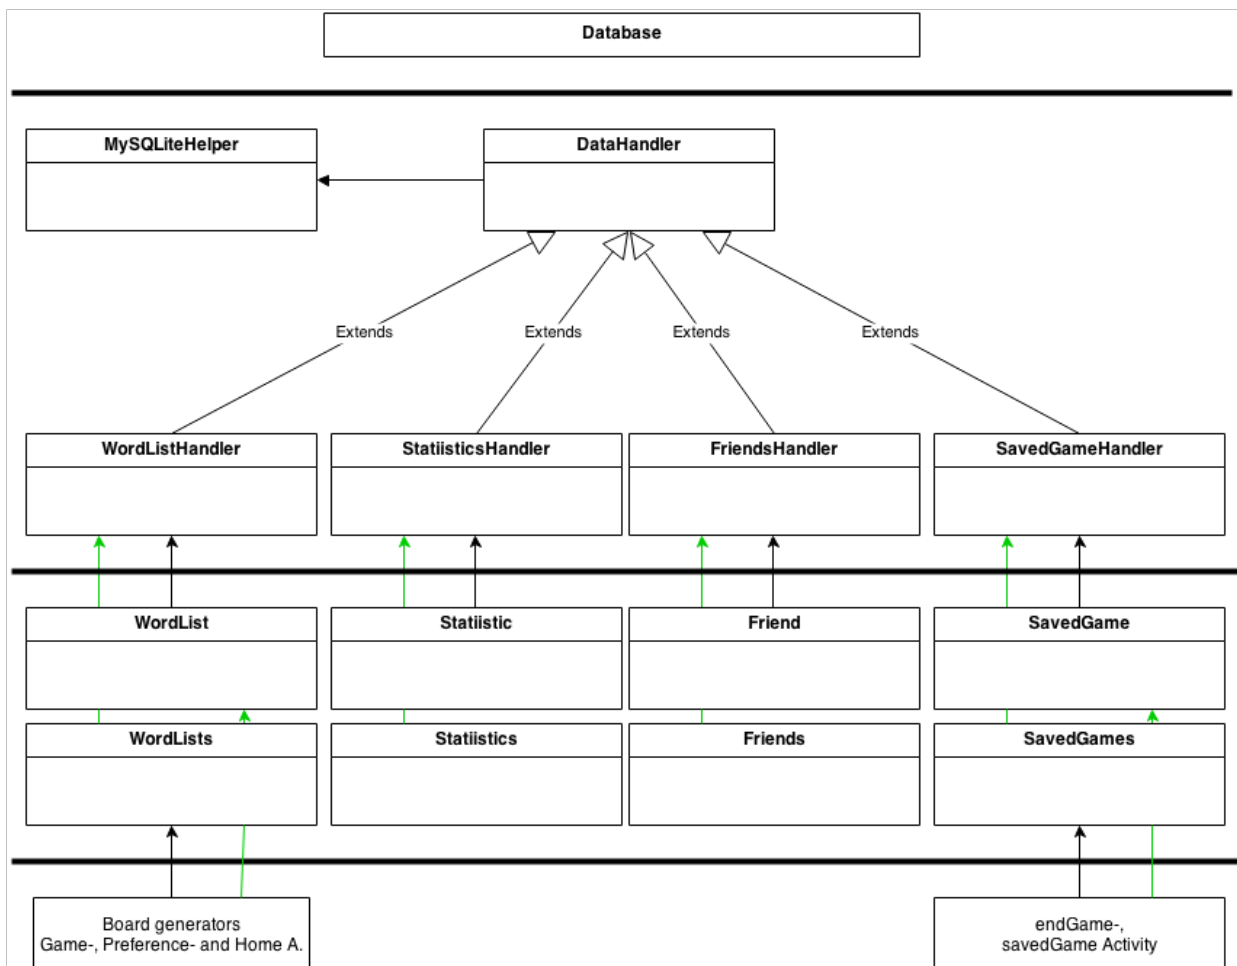 Database
MySQLiteHelper
DataHandler
Extends
Extends
Extends
Extends
WordListHandler
StatiisticsHandler
FriendsHandler
SavedGameHandler
WordList
Statiistic
Friend
SavedGame
WordLists
Statiistics
Friends
SavedGames
Board generators
Game-, Preference- and Home A.
endGame-,
savedGame Activity